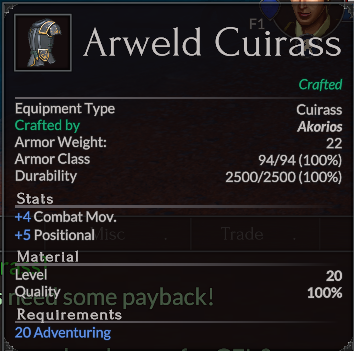 F1
Arweld Cuirass
Crafted
Equipment Type Cuirass
Crafted by Akorios
Armor Weight: 22
Armor Class 94/94 (100%)
Durability 2500/2500 (100%)
Stats
+4 Combat Mov.
+5 Positional
Misc Trade
Material
Level 20
Quality 100%
need some payback!
Requirements
20 Adventuring